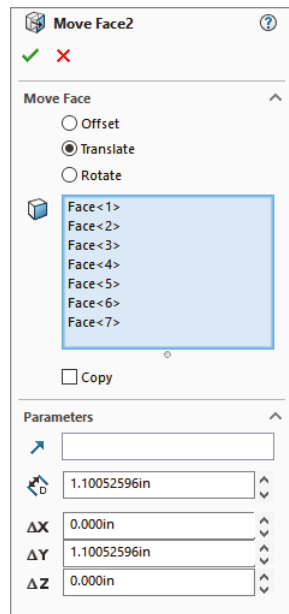 Move Face2
Move Face
Offset
Translate
Rotate
Face<1>
Face<2>
Face<3>
Face<4>
Face<5>
Face<6>
Face<7>
Copy
Parameters
D 1.10052596in
ΔX 0.000in
ΔY 1.10052596in
ΔZ 0.000in